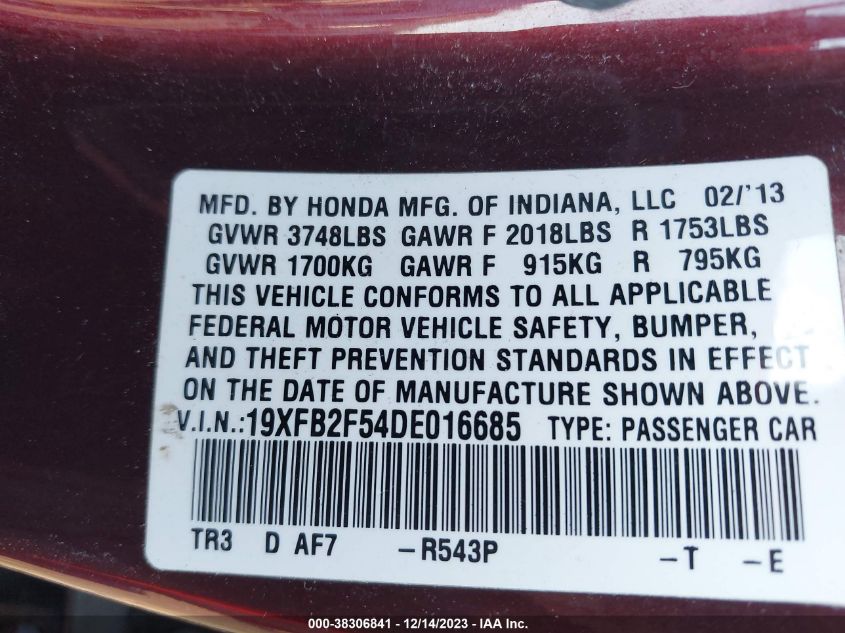 MFD. BY HONDA MFG. OF INDIANA, LLC 02/'13
GVWR 3748LBS GAWR F 2018LBS R 1753LBS
GVWR 1700KG GAWR F 915KG R 795KG
THIS VEHICLE CONFORMS TO ALL APPLICABLE
FEDERAL MOTOR VEHICLE SAFETY, BUMPER,
AND THEFT PREVENTION STANDARDS IN EFFECT
ON THE DATE OF MANUFACTURE SHOWN ABOVE.
V.I.N.:19XFB2F54DE016685 TYPE: PASSENGER CAR
TR3 D AF7 -R543P -T -E
000-38306841 - 12/14/2023 - IAA Inc.